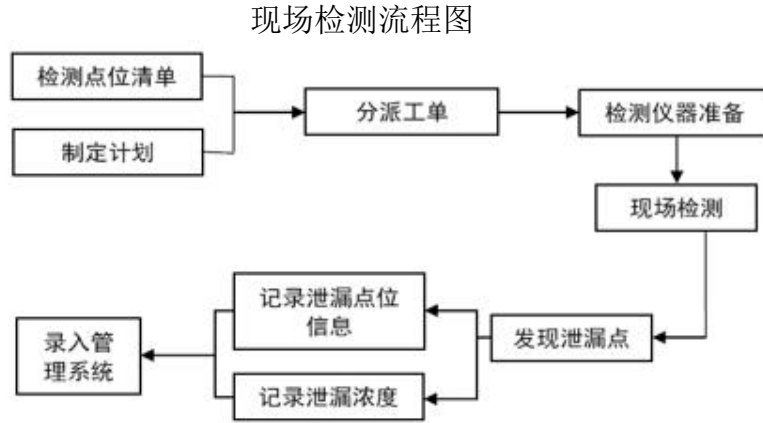 现场检测流程图
检测点位清单
制定计划
分派工单
检测仪器准备
现场检测
发现泄漏点
记录泄漏点位
信息
记录泄漏浓度
录入管
理系统